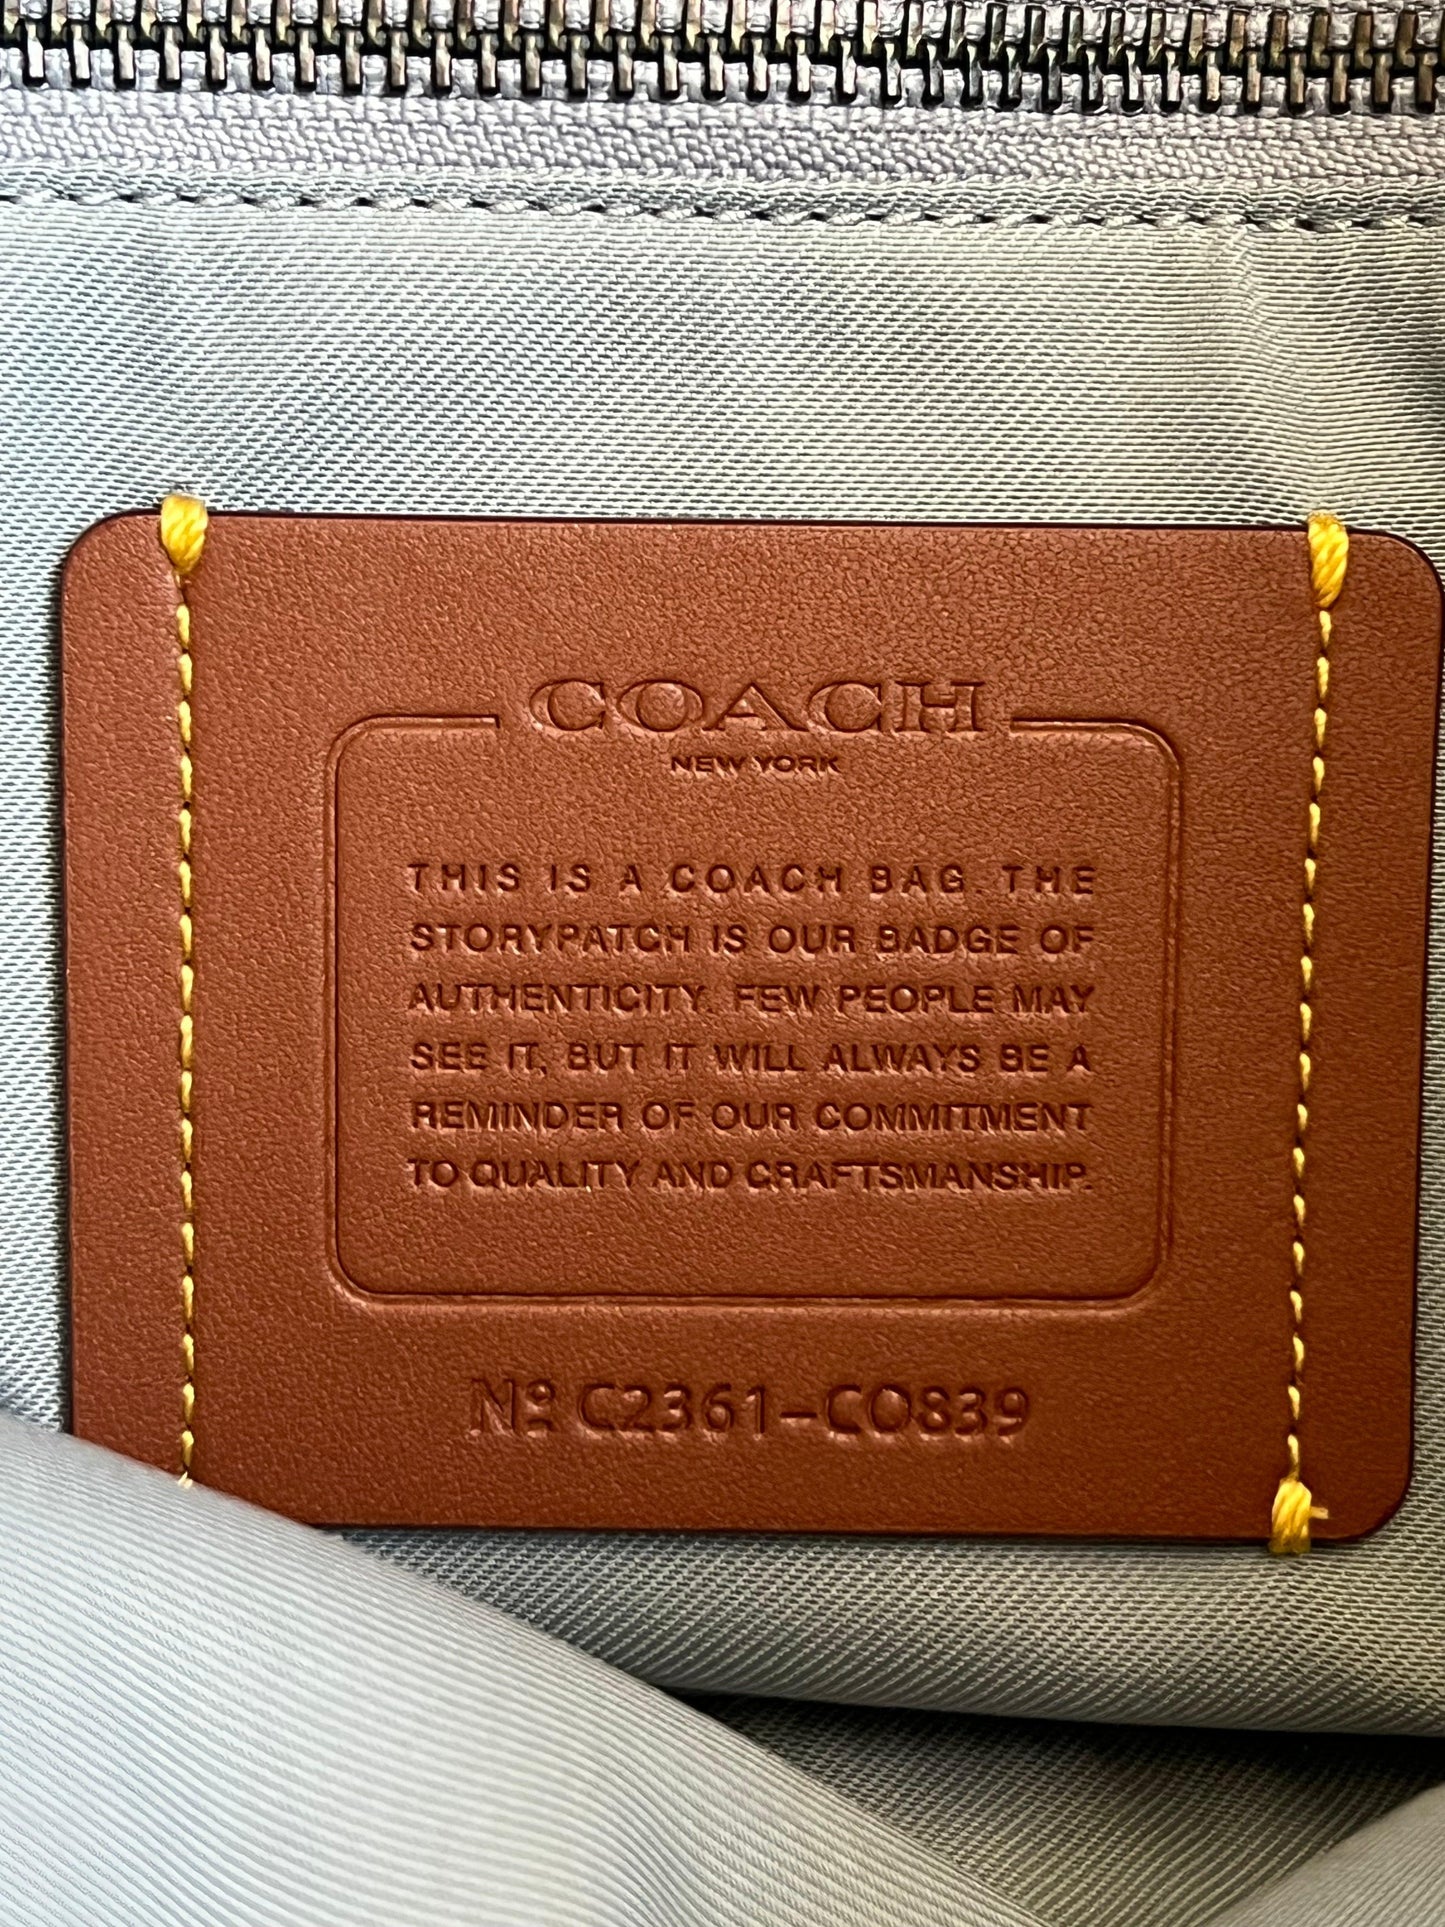 COACH
NEW YORK
THIS IS A COACH BAG. THE
STORYPATCH IS OUR BADGE OF
AUTHENTICITY. FEW PEOPLE MAY
SEE IT, BUT IT WILL ALWAYS BE A
REMINDER OF OUR COMMITMENT
TO QUALITY AND CRAFTSMANSHIP.
Nº C2361-CO839